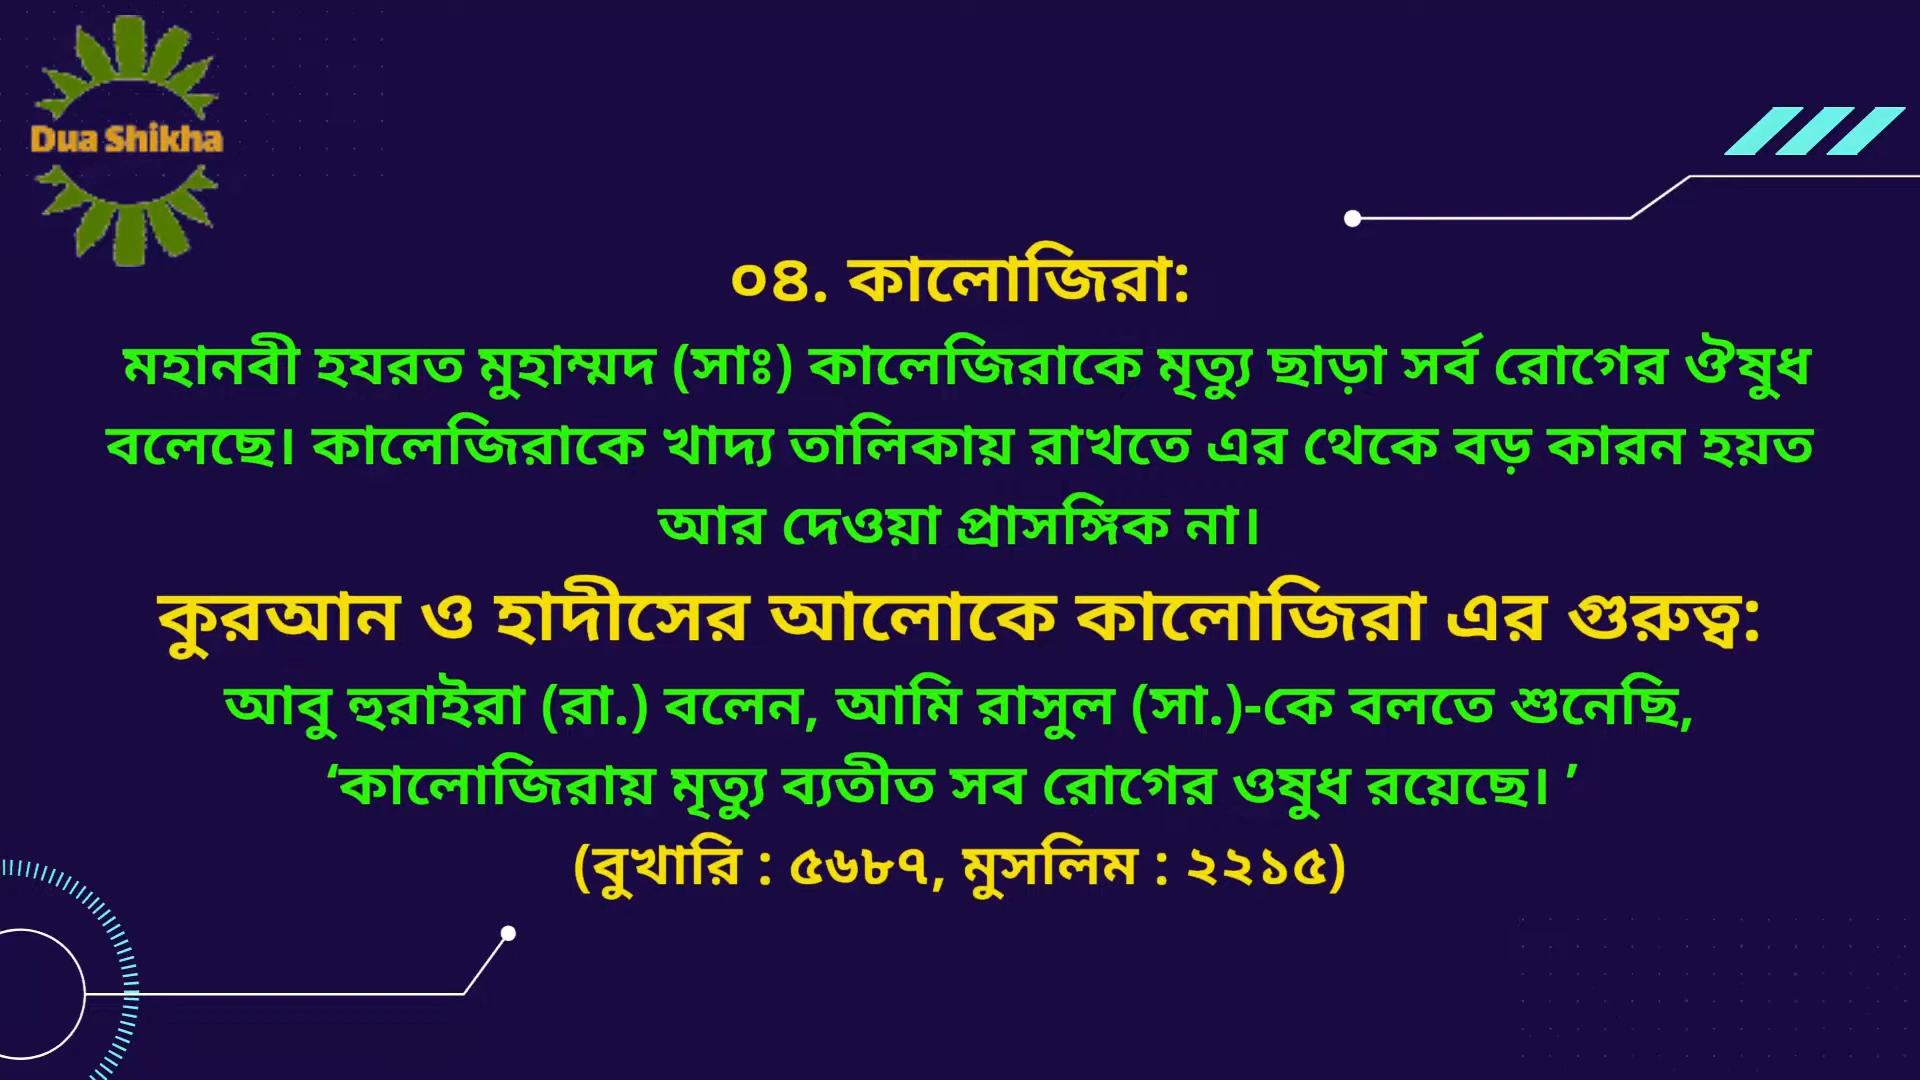 Dua Shikha
০৪. কালোজিরা:
মহানবী হযরত মুহাম্মদ (সাঃ) কালেজিরাকে মৃত্যু ছাড়া সর্ব রোগের ঔষুধ
বলেছে। কালেজিরাকে খাদ্য তালিকায় রাখতে এর থেকে বড় কারন হয়ত
আর দেওয়া প্রাসঙ্গিক না।
কুরআন ও হাদীসের আলোকে কালোজিরা এর গুরুত্ব:
আবু হুরাইরা (রা.) বলেন, আমি রাসুল (সা.)-কে বলতে শুনেছি,
‘কালোজিরায় মৃত্যু ব্যতীত সব রোগের ওষুধ রয়েছে। ’
(বুখারি : ৫৬৮৭, মুসলিম : ২২১৫)